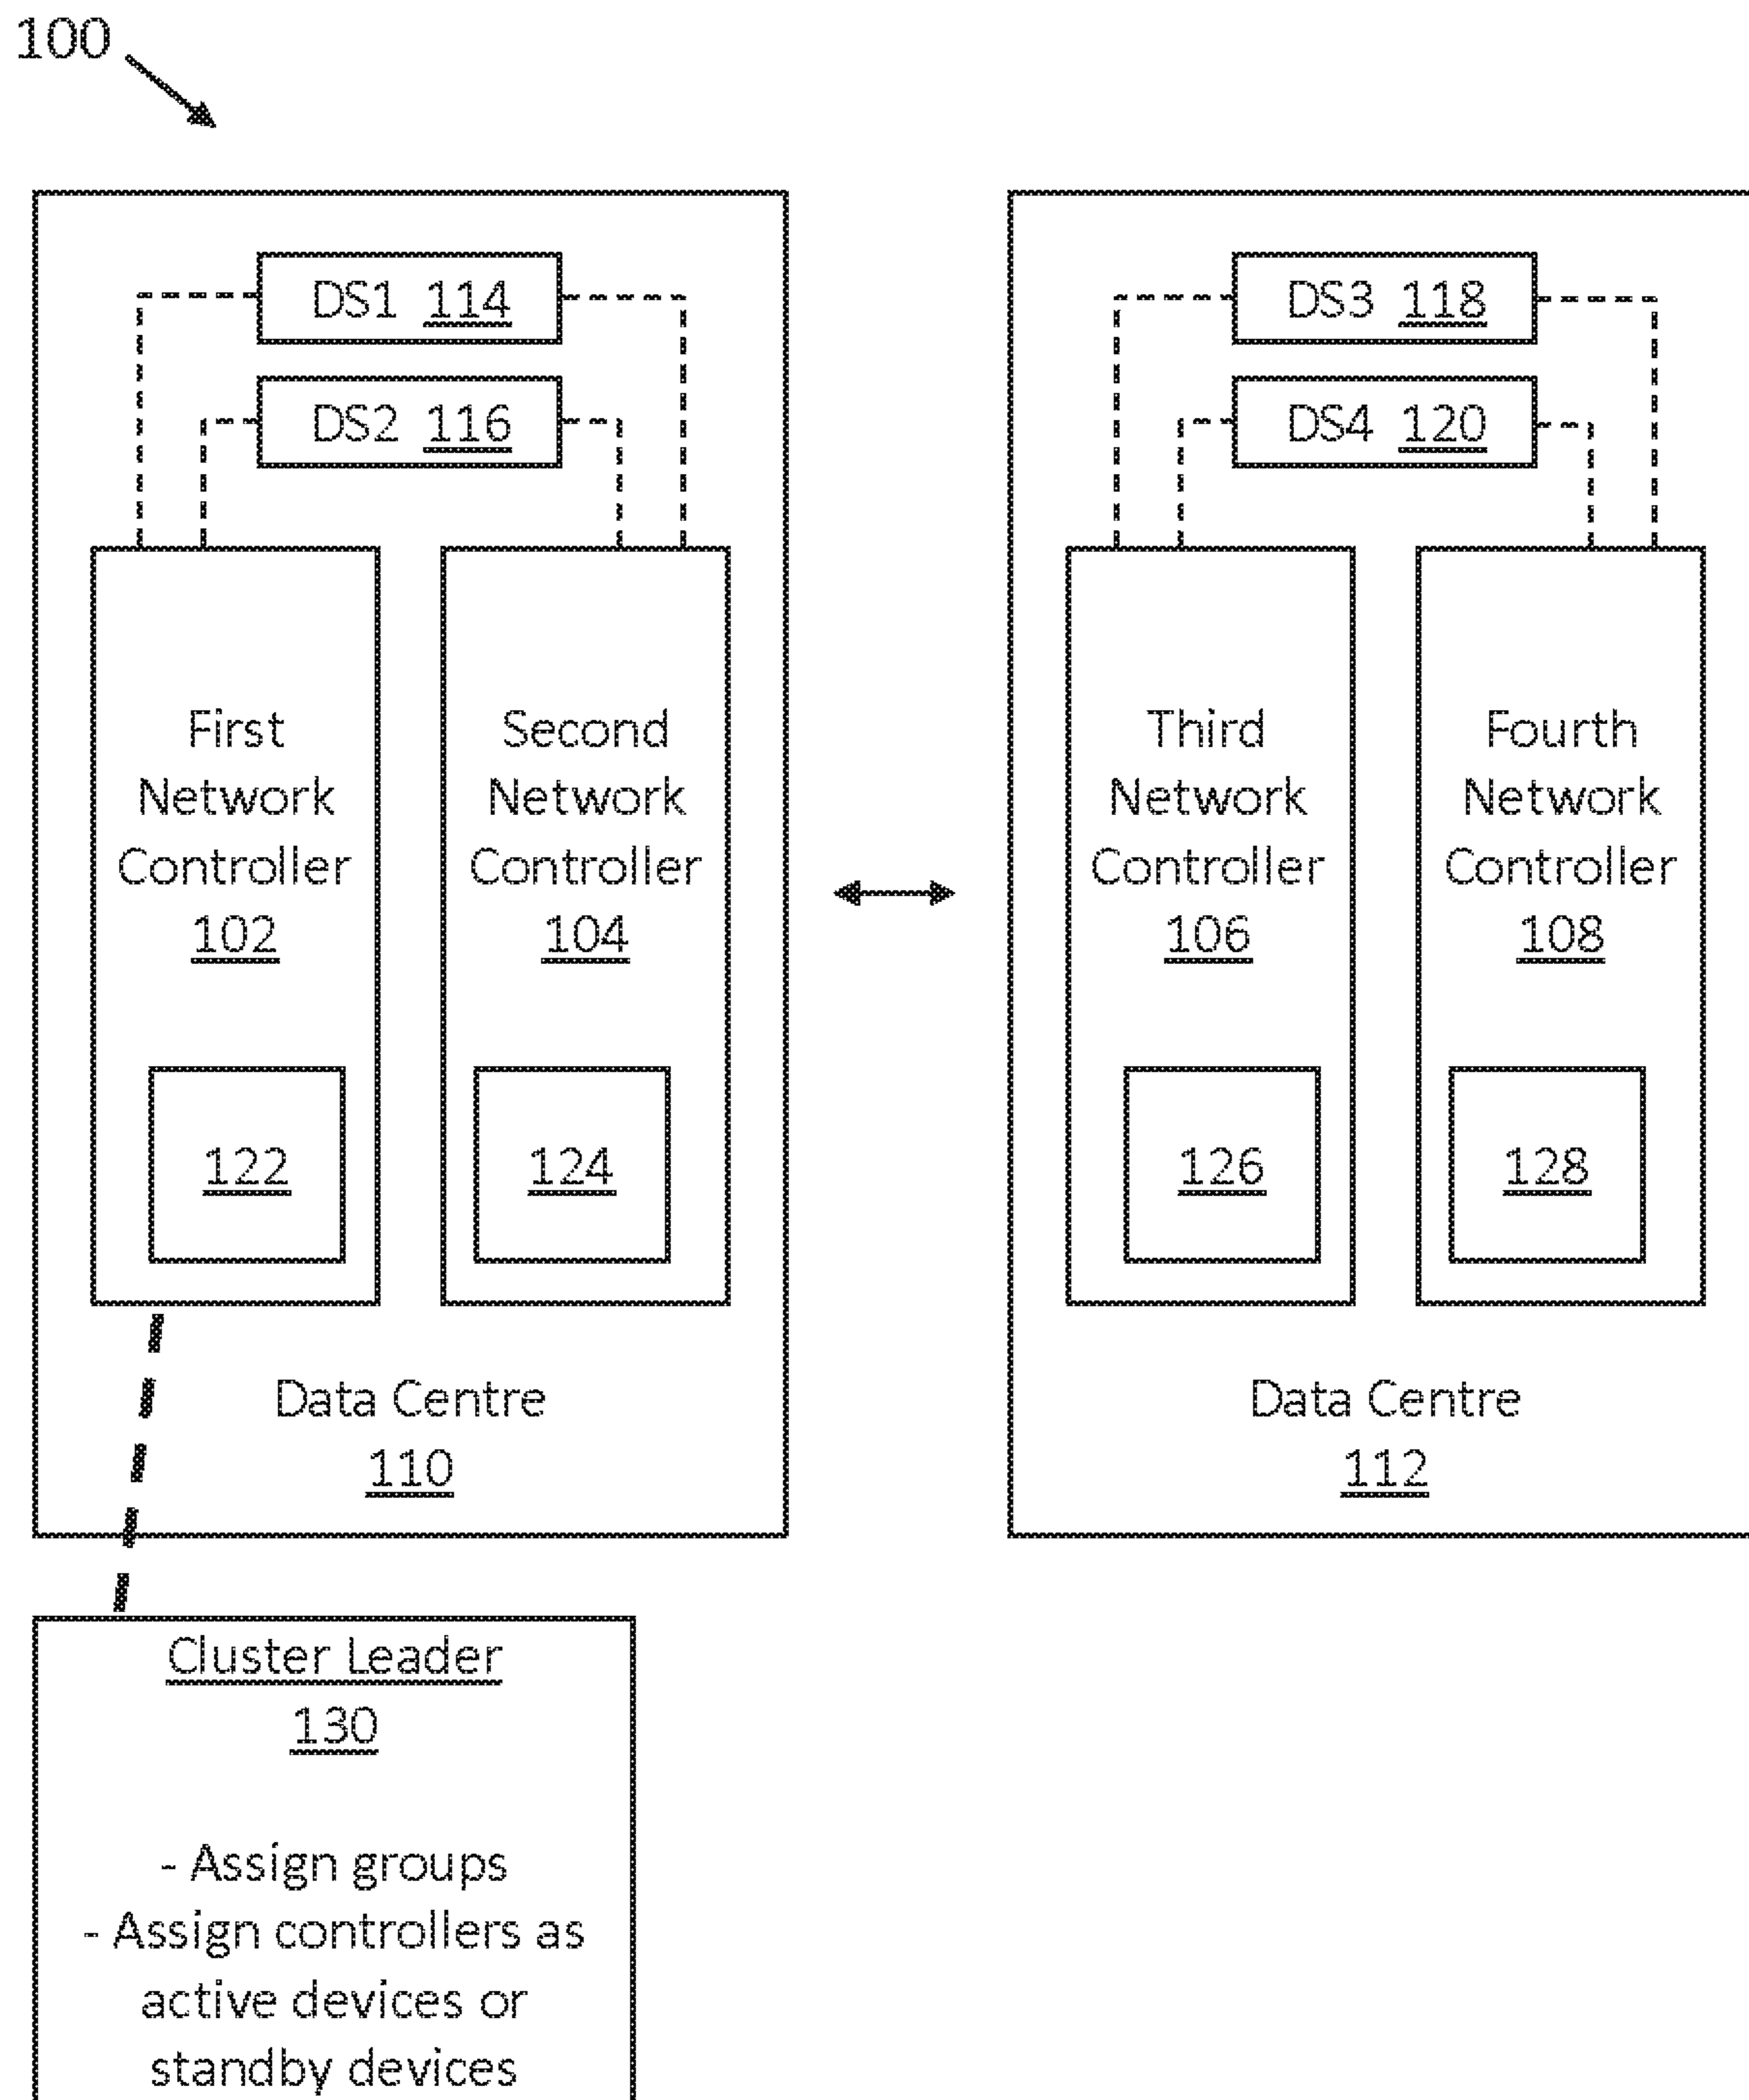 100
DS1 114
DS2 116
First
Network
Controller
102
Second
Network
Controller
104
122
124
Data Centre
110
DS3 118
DS4 120
Third
Network
Controller
106
Fourth
Network
Controller
108
126
128
Data Centre
112
Cluster Leader
130
- Assign groups
- Assign controllers as
active devices or
standby devices